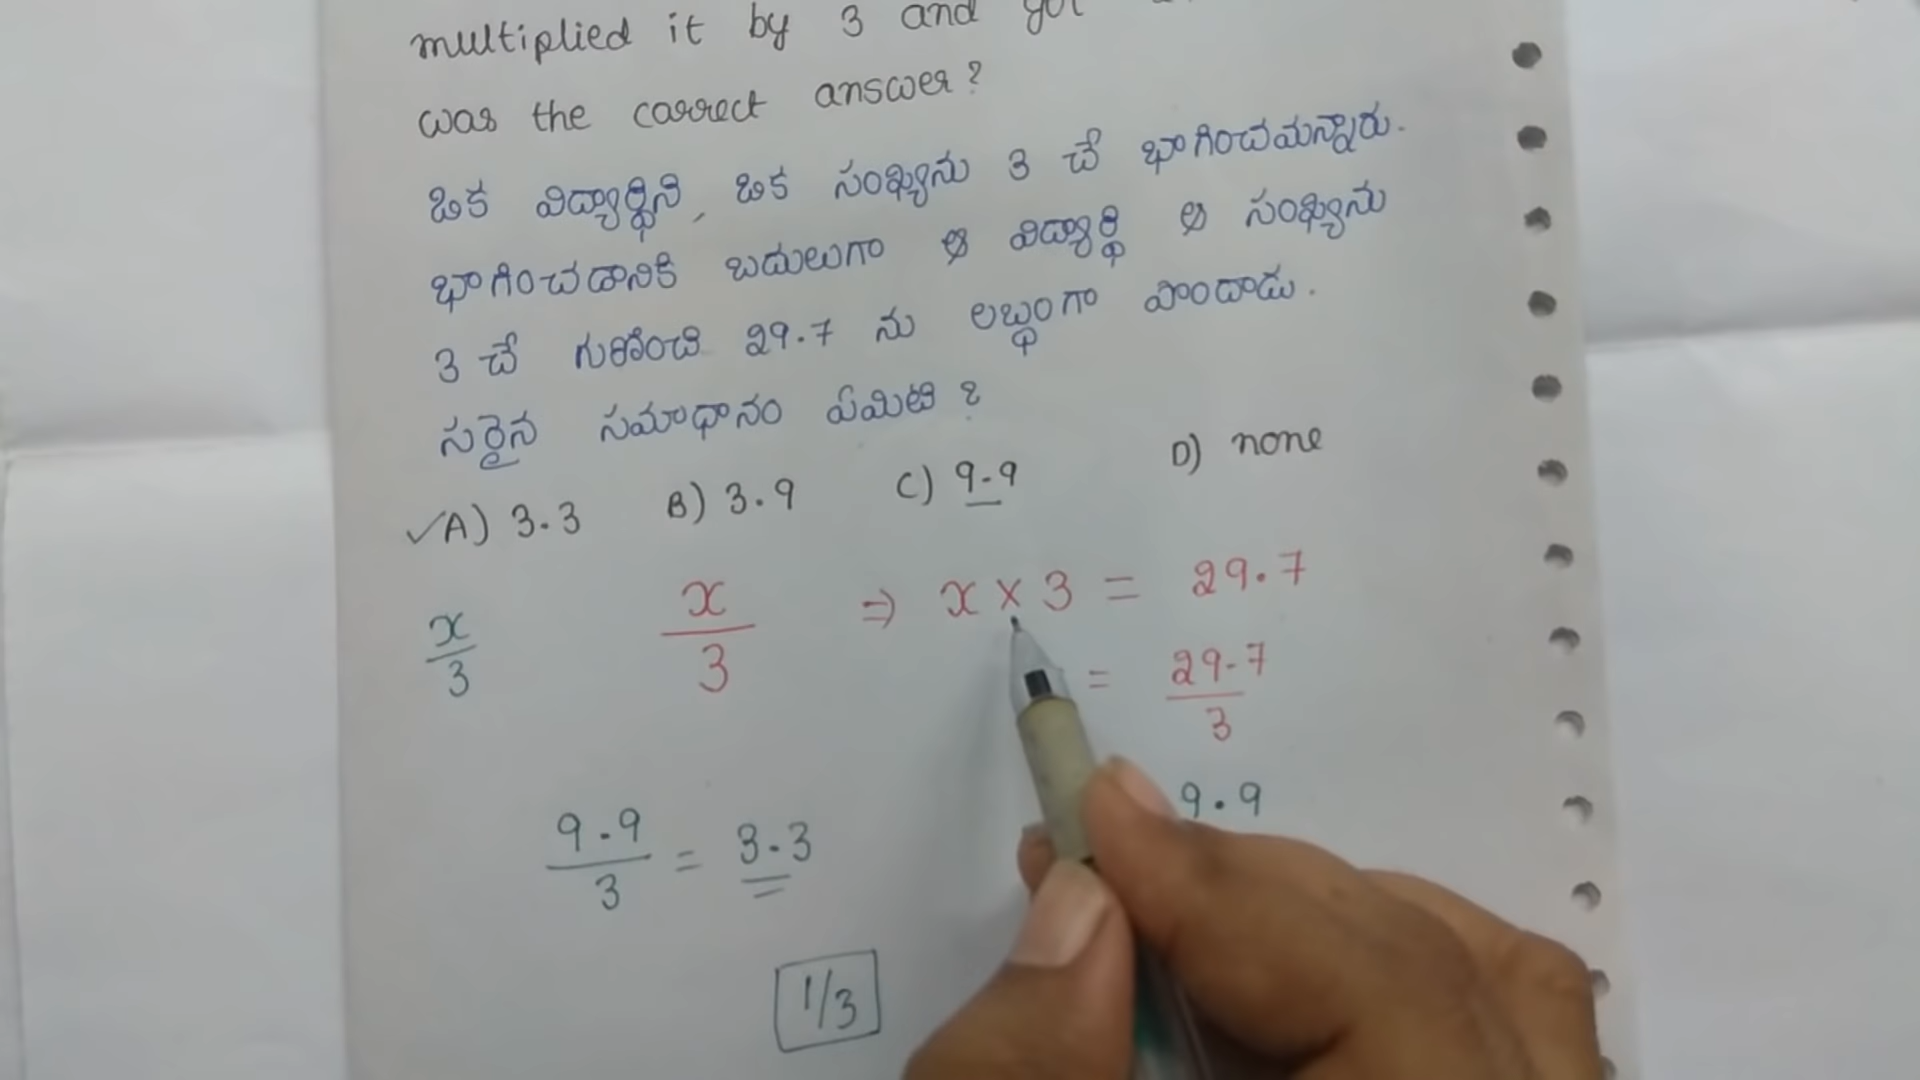 multiplied it by 3 and got
was the correct answer?
ఒక విద్యార్థిని, ఒక సంఖ్యను 3 చే భాగించమన్నారు.
భాగించడానికి బదులుగా ఆ విద్యార్థి ఆ సంఖ్యను
3 చే గుణించి 29.7 ను లబ్ధంగా పొందాడు.
సరైన సమాధానం ఏమిటి?
✓A) 3.3 B) 3.9 C) 9.9 D) none
x/3 x/3 ⇒ x × 3 = 29.7
= 29.7/3
9.9
9.9/3 = 3.3
1/3